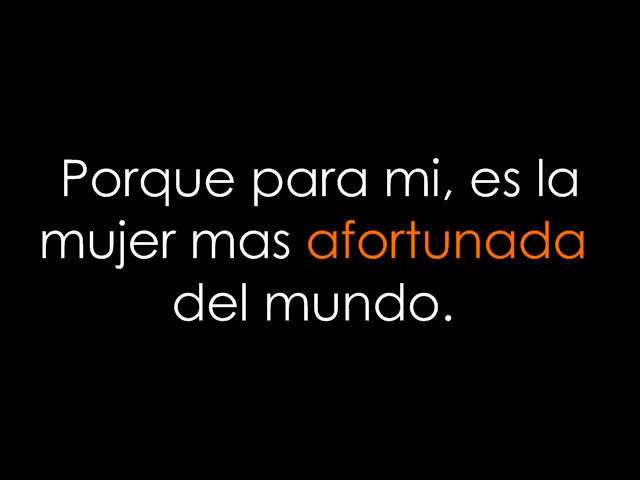 Porque para mi, es la
mujer mas afortunada
del mundo.